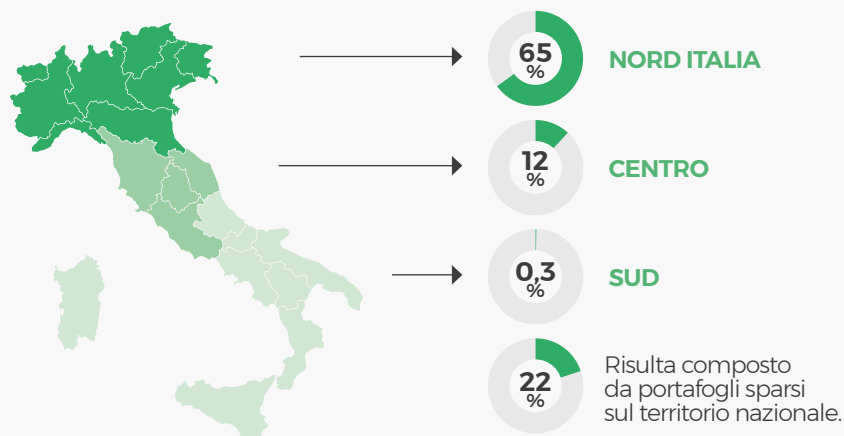 65
%
NORD ITALIA
12
%
CENTRO
0,3
%
SUD
22
%
Risulta composto
da portafogli sparsi
sul territorio nazionale.